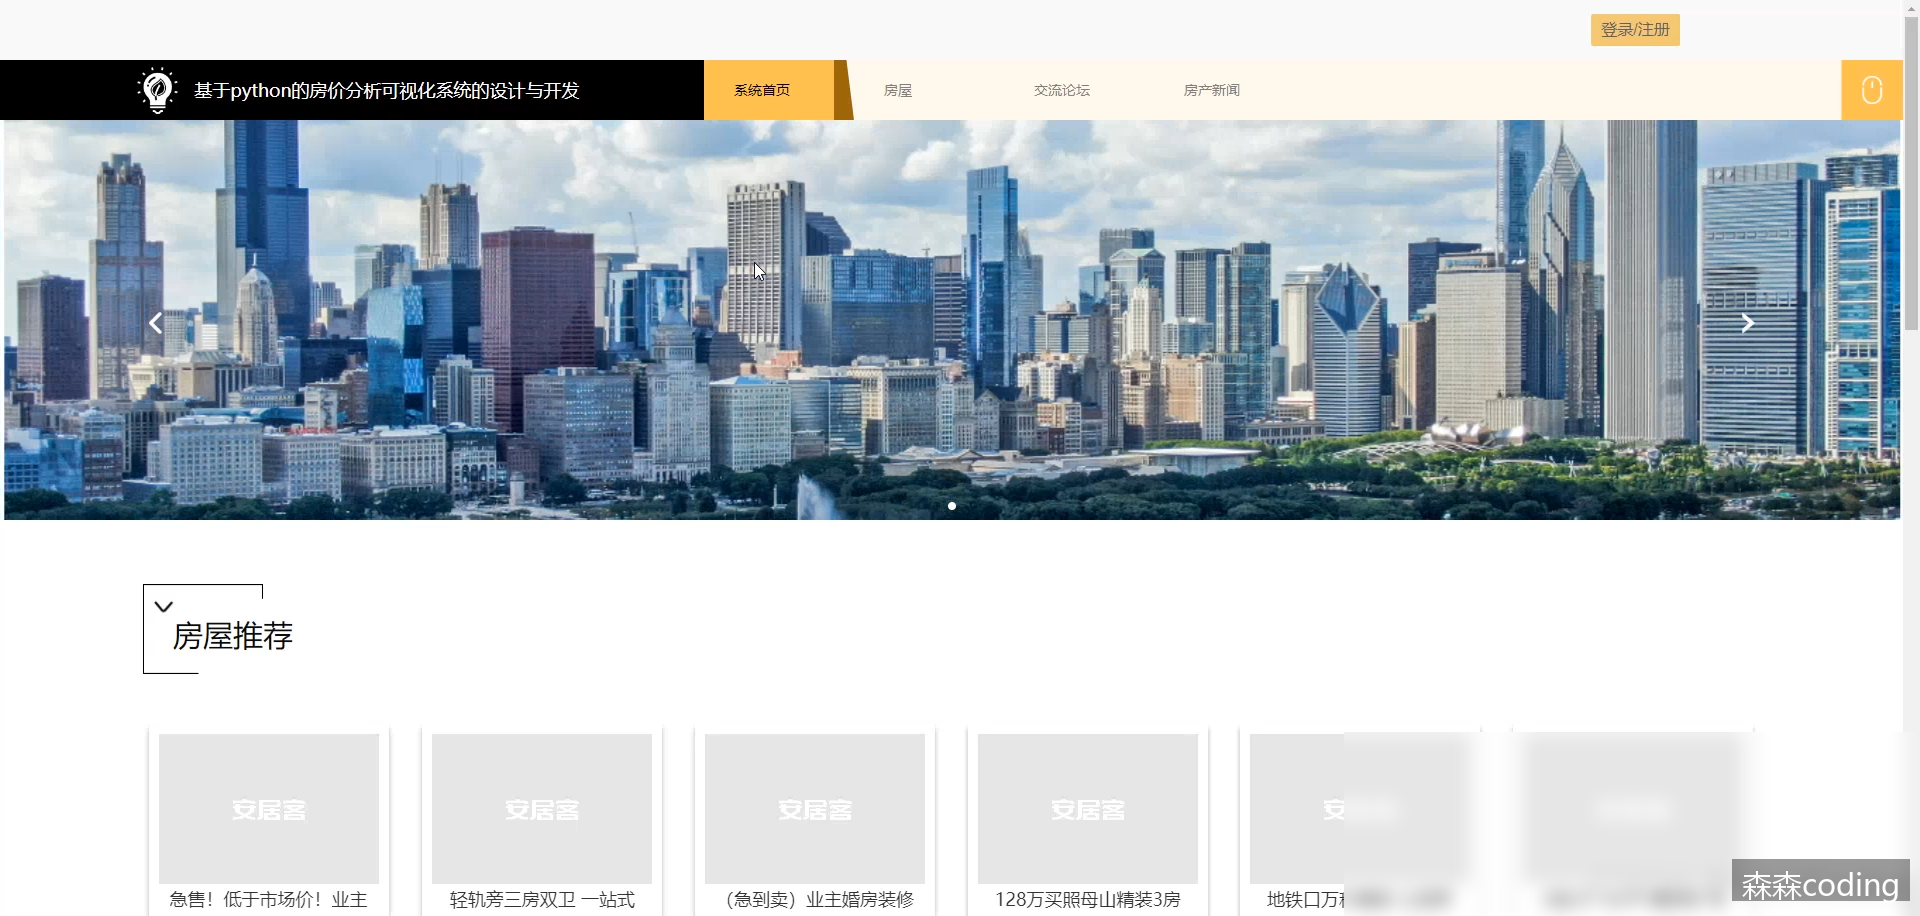 登录/注册
基于python的房价分析可视化系统的设计与开发
系统首页
房屋
交流论坛
房产新闻
房屋推荐
安居客
安居客
安居客
安居客
安
急售！低于市场价！业主
轻轨旁三房双卫 一站式
（急到卖）业主婚房装修
128万买照母山精装3房
地铁口万
森森coding